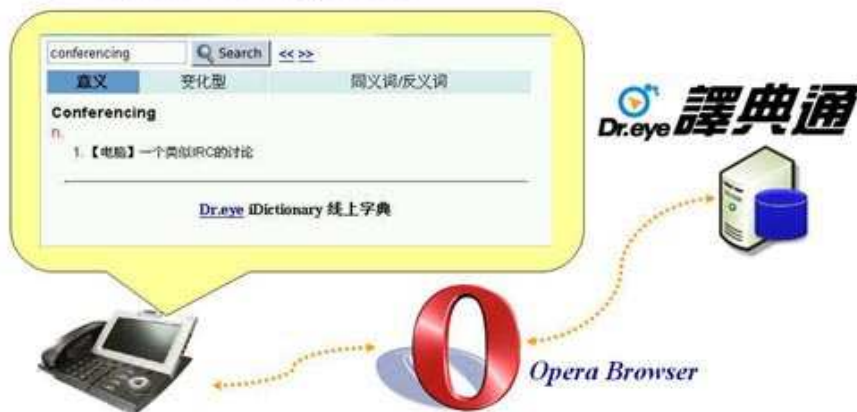 conferencing Search << >>
意义 变化型 同义词/反义词
Conferencing
n.
1. 【电脑】一个类似IRC的讨论
Dr.eye iDictionary 线上字典
Dr.eye 譯典通
Opera Browser